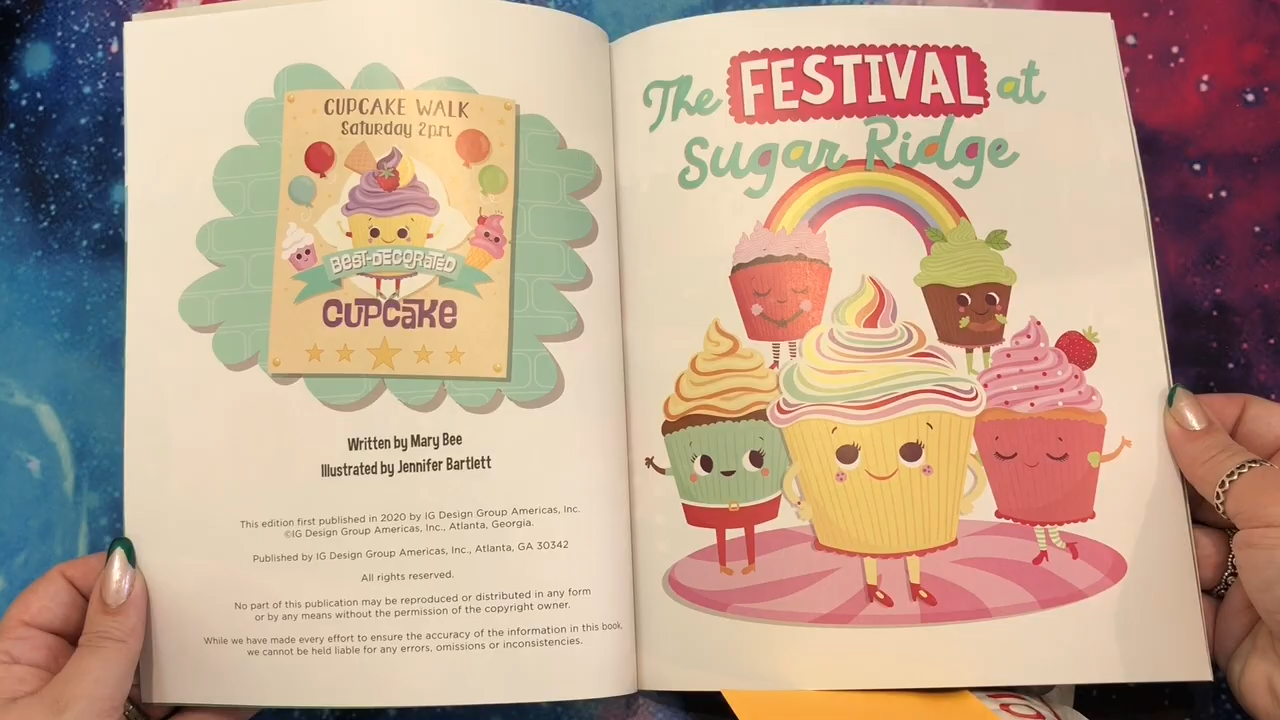 CUPCAKE WALK
Saturday 2pm
BEST-DECORATED
CUPCAKE
Written by Mary Bee
Illustrated by Jennifer Bartlett
This edition first published in 2020 by IG Design Group Americas, Inc.
©IG Design Group Americas, Inc., Atlanta, Georgia.
Published by IG Design Group Americas, Inc., Atlanta, GA 30342
All rights reserved.
No part of this publication may be reproduced or distributed in any form
or by any means without the permission of the copyright owner.
While we have made every effort to ensure the accuracy of the information in this book,
we cannot be held liable for any errors, omissions or inconsistencies.
The FESTIVAL at
Sugar Ridge